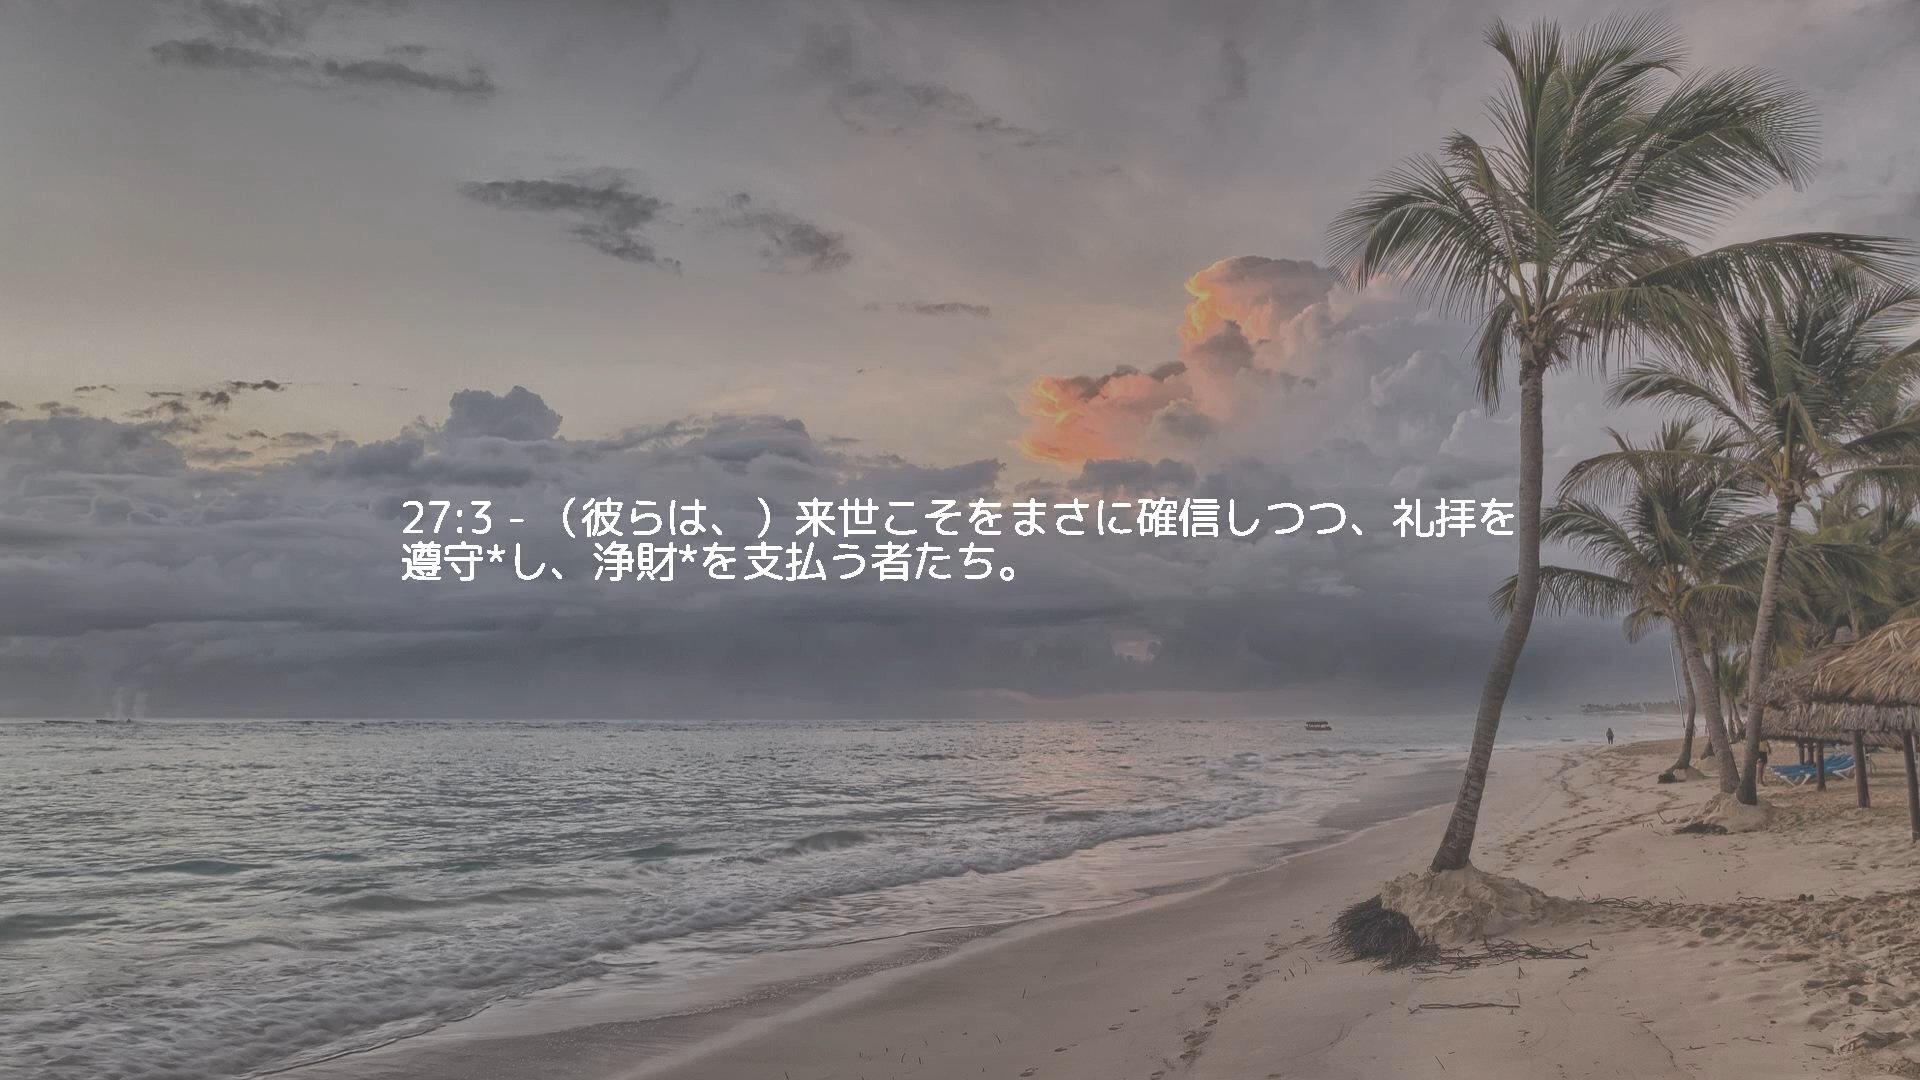 27:3 - （彼らは、）来世こそをまさに確信しつつ、礼拝を
遵守*し、浄財*を支払う者たち。